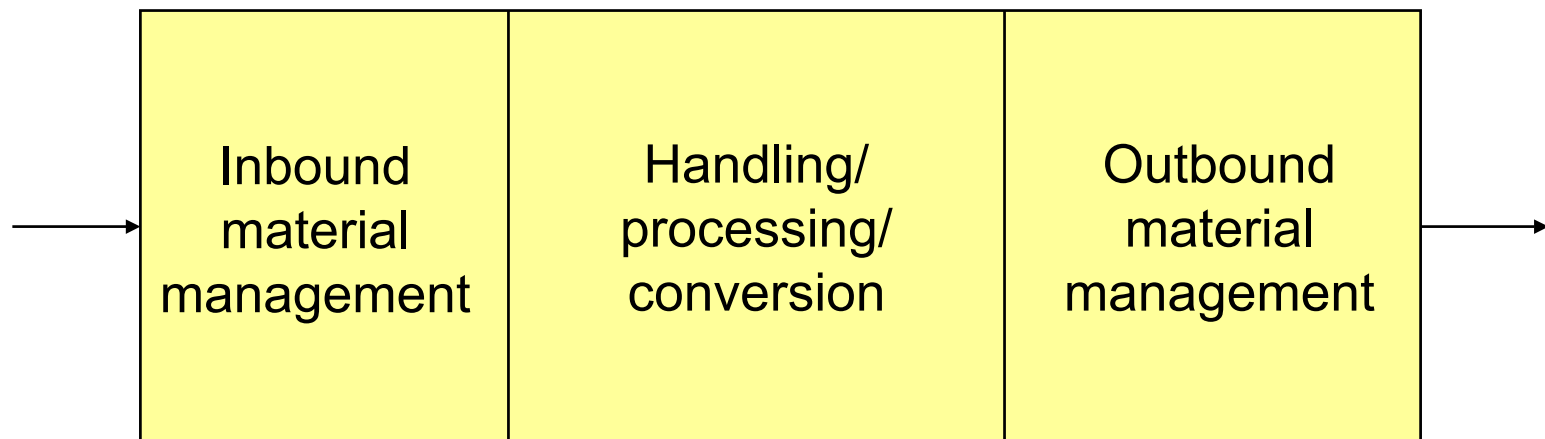 Inbound
material
management
Handling/
processing/
conversion
Outbound
material
management